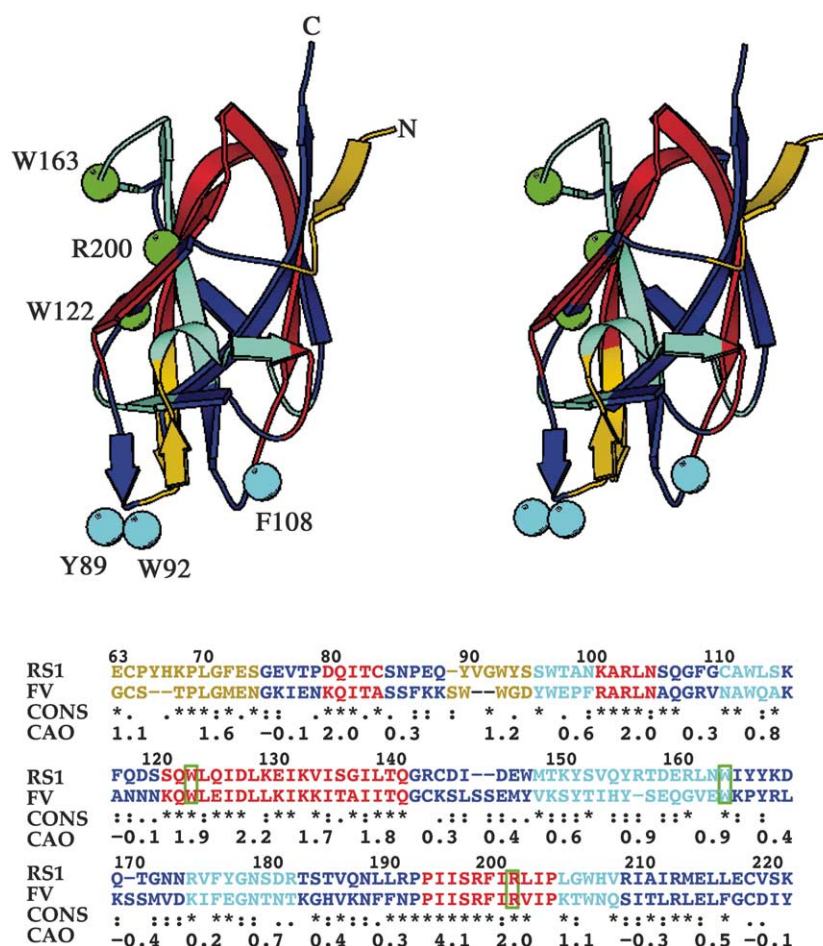 C
N
W163
R200
W122
F108
Y89
W92
63 70 80 90 100 110
RS1 ECPYHKPLGFESGEVTPDQITCSNPEQ-YVGWYSSWTANKARLNSQGFGCAWLSK
FV GCS--TPLGMENGKIENKQITASSFKKSW--WGDYWEPFRARLNAQGRVNAWQAK
CONS
CAO 1.1 1.6 −0.1 2.0 0.3 1.2 0.6 2.0 0.3 0.8
120 130 140 150 160
RS1 FQDSSQWLQIDLKEIKVISGILTQGRCDI--DEWMTKYSVQYRTDERLNWIYYKD
FV ANNNKQWLEIDLLKIKKITAIITQGCKSLSSEMYVKSYTIHY-SEQGVEWKPYRL
CONS
CAO −0.1 1.9 2.2 1.7 1.8 0.3 0.4 0.6 0.9 0.9 0.4
170 180 190 200 210 220
RS1 Q-TGNNRVFYGNSDRTSTVQNLLRPPIISRFIRLIPLGWHVRIAIRMELLECVSK
FV KSSMVDKIFEGNTNTKGHVKNFFNPPIISRFIRVIPKTWNQSITLRLELFGCDIY
CONS
CAO −0.4 0.2 0.7 0.4 0.3 4.1 2.0 1.1 −0.3 0.5 −0.1